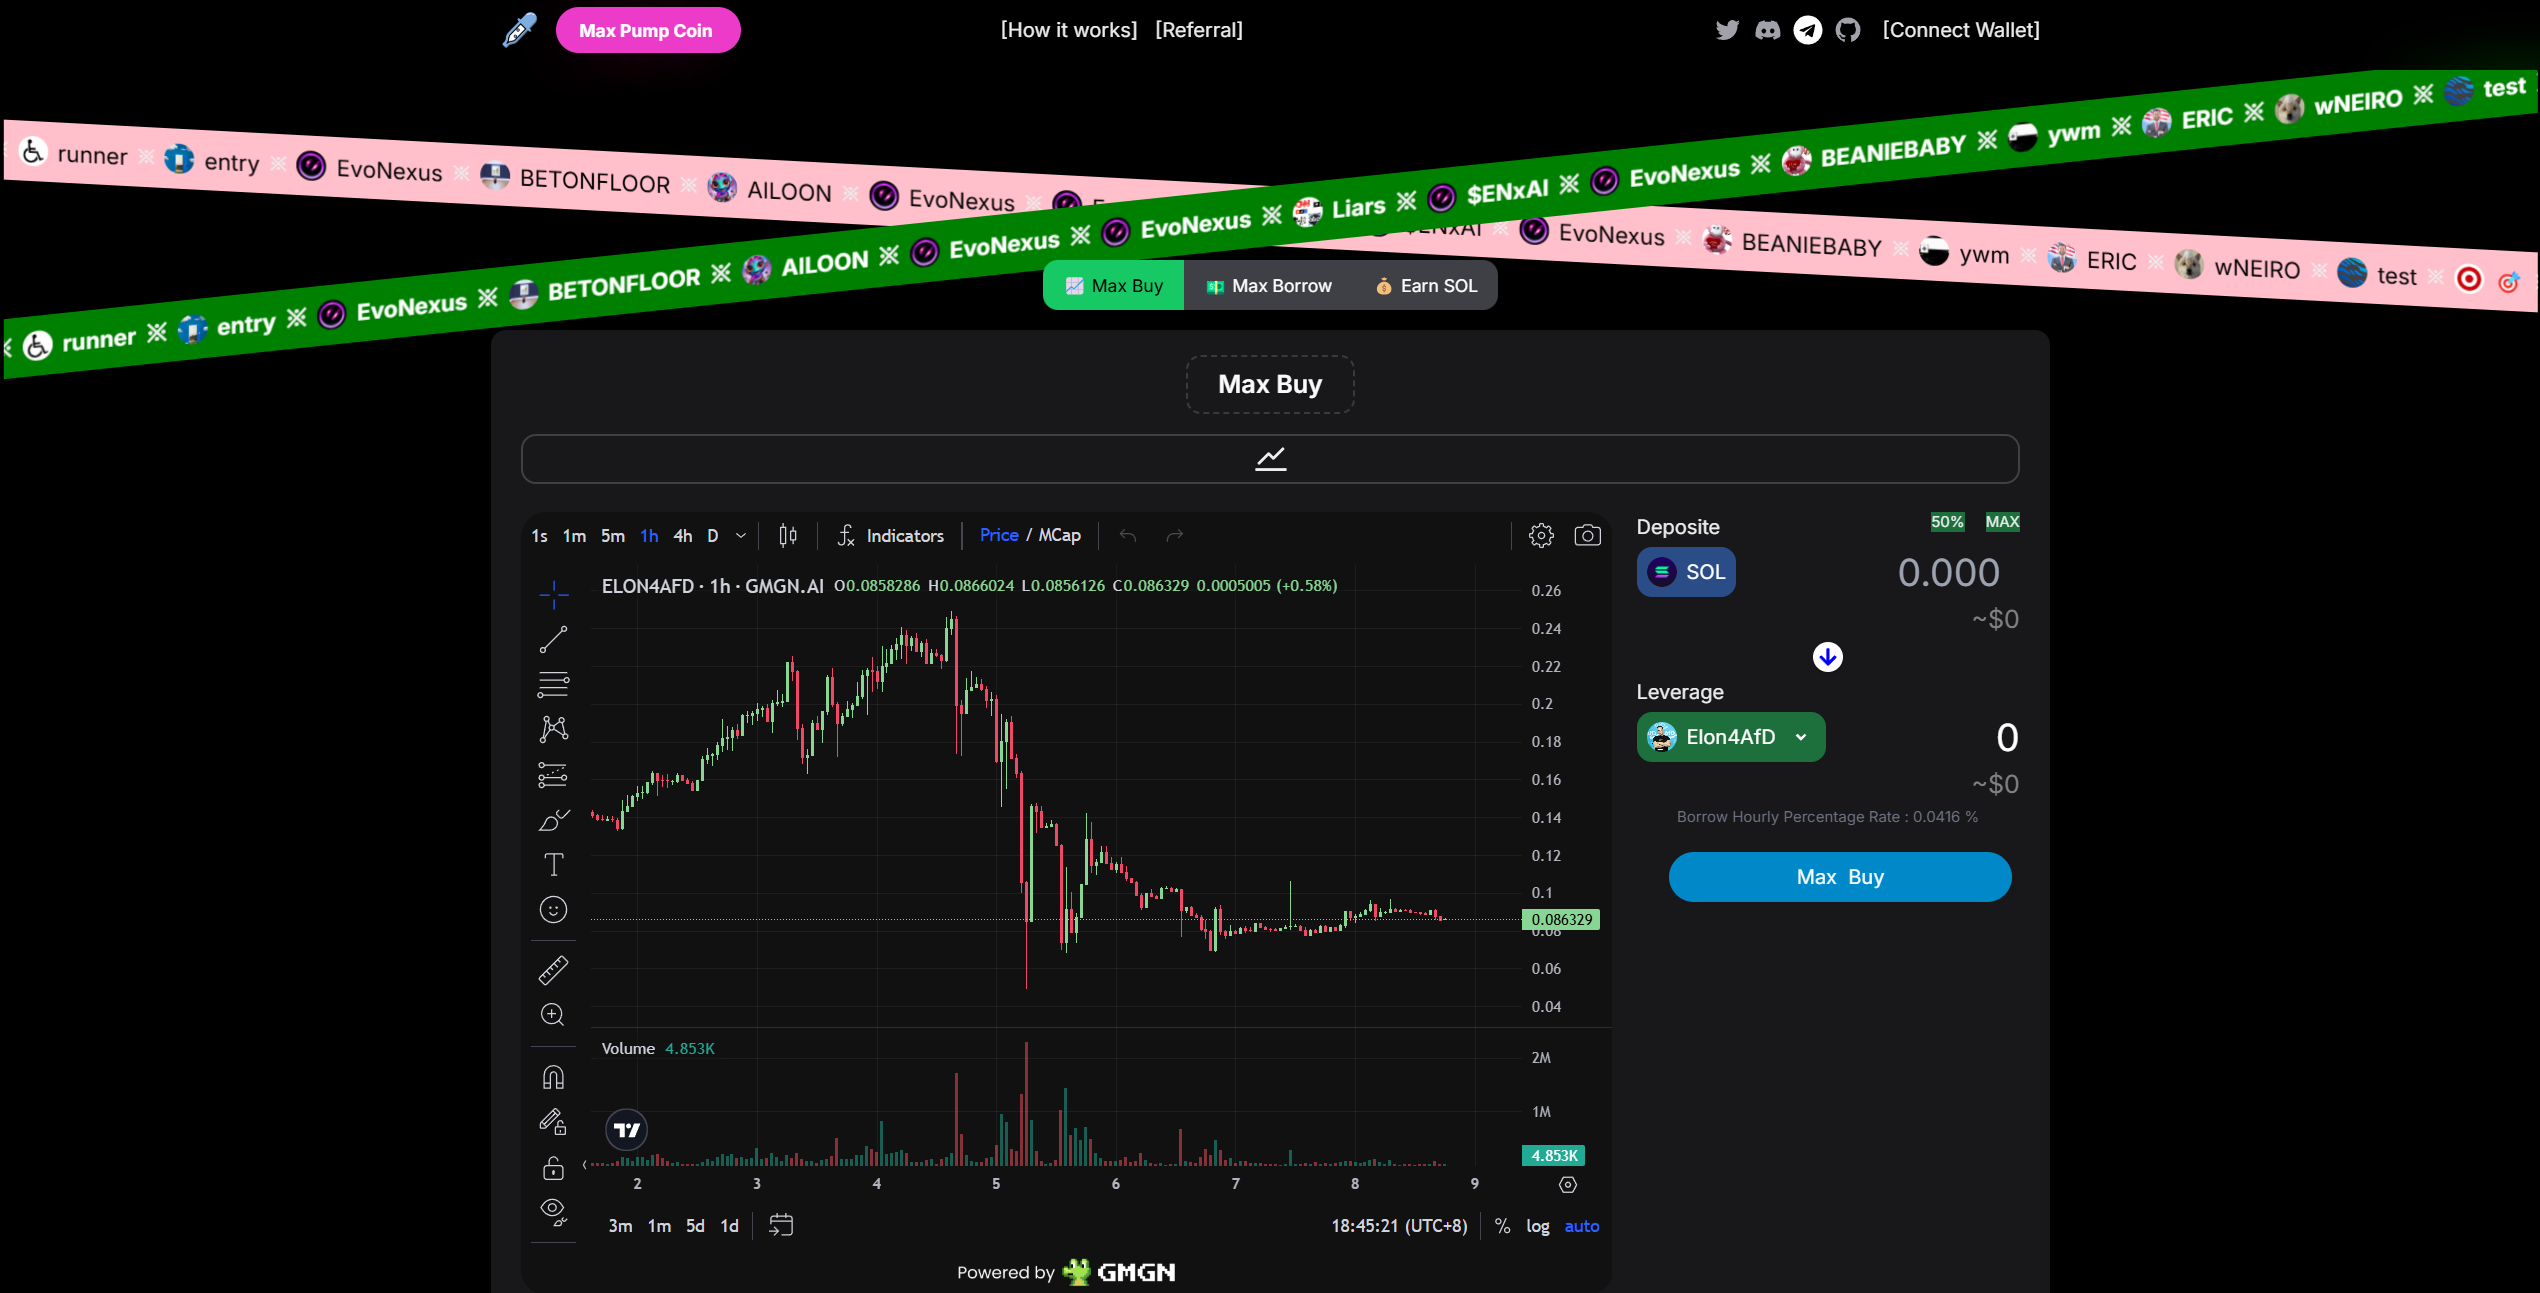 Max Pump Coin
[How it works] [Referral]
[Connect Wallet]
runner ※ entry ※ EvoNexus ※ BETONFLOOR ※ AILOON ※ EvoNexus ※
$ENxAI ※ EvoNexus ※ BEANIEBABY ※ ywm ※ ERIC ※ wNEIRO ※ test ※
※ runner ※ entry ※ EvoNexus ※ BETONFLOOR ※ AILOON ※ EvoNexus ※ EvoNexus ※ Liars ※ $ENxAI ※ EvoNexus ※ BEANIEBABY ※ ywm ※ ERIC ※ wNEIRO ※ test
Max Buy Max Borrow Earn SOL
Max Buy
1s 1m 5m 1h 4h D Indicators Price / MCap
ELON4AFD · 1h · GMGN.AI O0.0858286 H0.0866024 L0.0856126 C0.086329 0.0005005 (+0.58%)
0.26
0.24
0.22
0.2
0.18
0.16
0.14
0.12
0.1
0.086329
0.08
0.06
0.04
Volume 4.853K
2M
1M
4.853K
2 3 4 5 6 7 8 9
3m 1m 5d 1d
18:45:21 (UTC+8) % log auto
Powered by GMGN
Deposite 50% MAX
SOL 0.000
~$0
Leverage
Elon4AfD 0
~$0
Borrow Hourly Percentage Rate : 0.0416 %
Max Buy